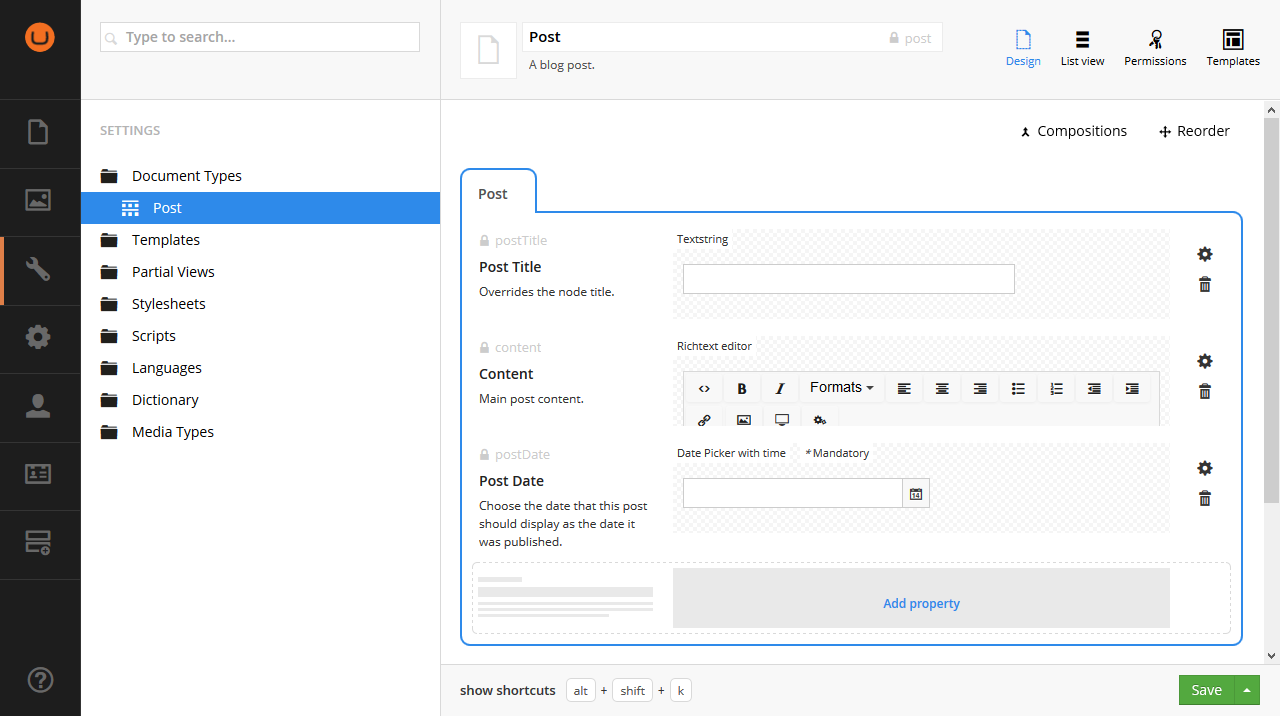 Type to search...
SETTINGS
Document Types
Post
Templates
Partial Views
Stylesheets
Scripts
Languages
Dictionary
Media Types
Post
post
A blog post.
Design
List view
Permissions
Templates
Compositions
Reorder
Post
postTitle
Post Title
Overrides the node title.
Textstring
content
Content
Main post content.
Richtext editor
B
I
Formats
postDate
Post Date
Choose the date that this post
should display as the date it
was published.
Date Picker with time
* Mandatory
14
Add property
show shortcuts
alt + shift + k
Save